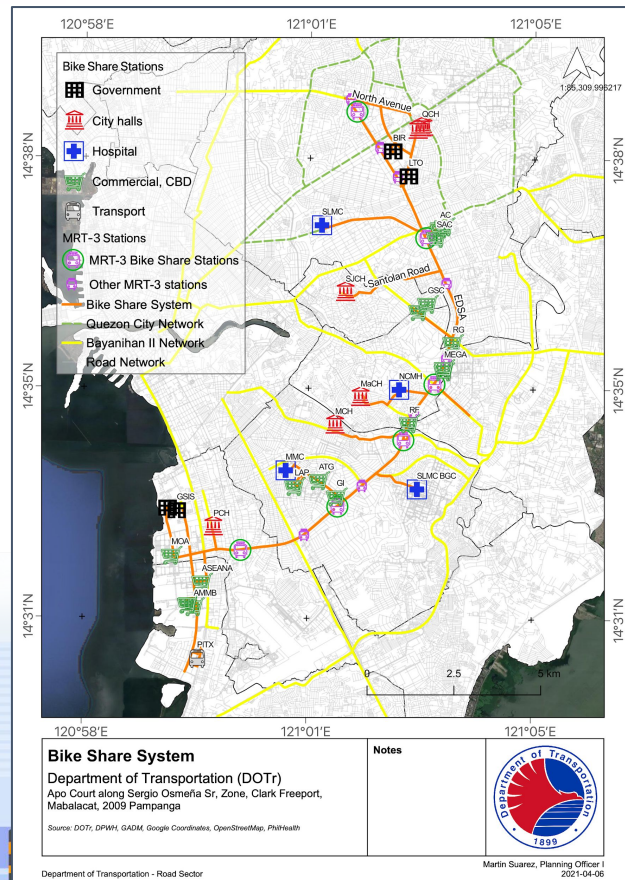 120°58'E 121°01'E 121°05'E
1:85,309.996217
Bike Share Stations
Government
City halls
Hospital
Commercial, CBD
Transport
MRT-3 Stations
MRT-3 Bike Share Stations
Other MRT-3 stations
Bike Share System
Quezon City Network
Bayanihan II Network
Road Network
North Avenue
QCH
BIR
LTO
14°38'N 14°38'N
SLMC
AC
SAC
Santolan Road
SJCH
GSC
EDSA
RG
MEGA
14°35'N 14°35'N
NCMH
MaCH
MCH
RF
MMC
LAP
ATG
GI
SLMC BGC
GSIS
PCH
MOA
ASEANA
AMMB
14°31'N 14°31'N
PITX
0 2.5 5 km
120°58'E 121°01'E 121°05'E
Bike Share System
Department of Transportation (DOTr)
Apo Court along Sergio Osmeña Sr, Zone, Clark Freeport,
Mabalacat, 2009 Pampanga
Source: DOTr, DPWH, GADM, Google Coordinates, OpenStreetMap, PhilHealth
Notes
Department of Transportation
1899
Department of Transportation - Road Sector
Martin Suarez, Planning Officer I
2021-04-06